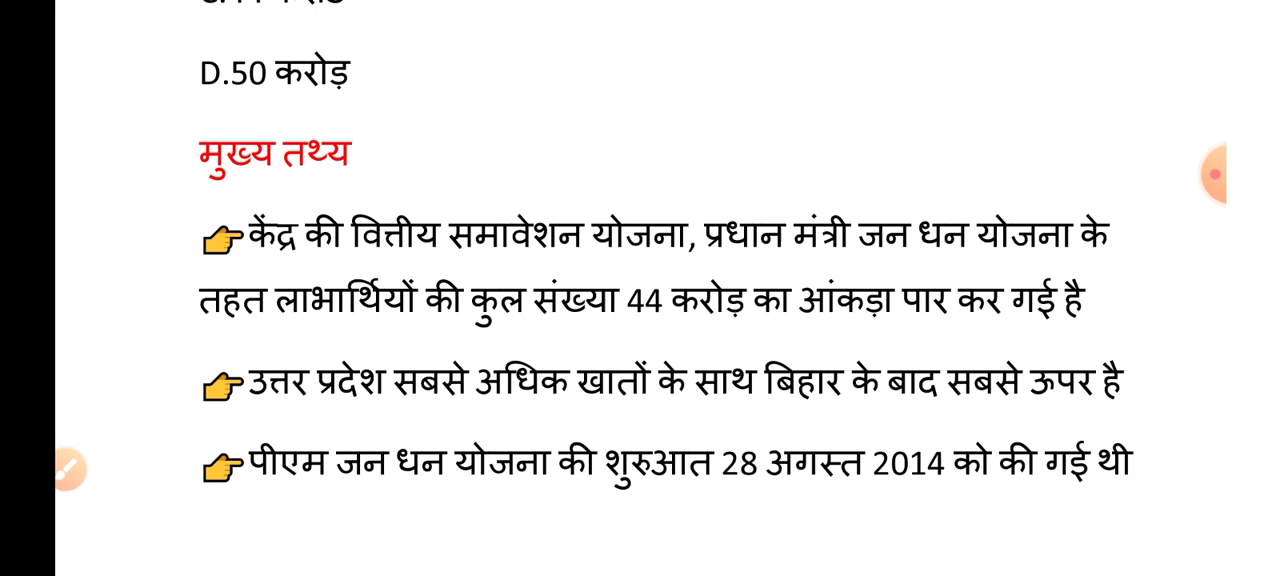 D.50 करोड़
मुख्य तथ्य
👉केंद्र की वित्तीय समावेशन योजना, प्रधान मंत्री जन धन योजना के
तहत लाभार्थियों की कुल संख्या 44 करोड़ का आंकड़ा पार कर गई है
👉उत्तर प्रदेश सबसे अधिक खातों के साथ बिहार के बाद सबसे ऊपर है
👉पीएम जन धन योजना की शुरुआत 28 अगस्त 2014 को की गई थी